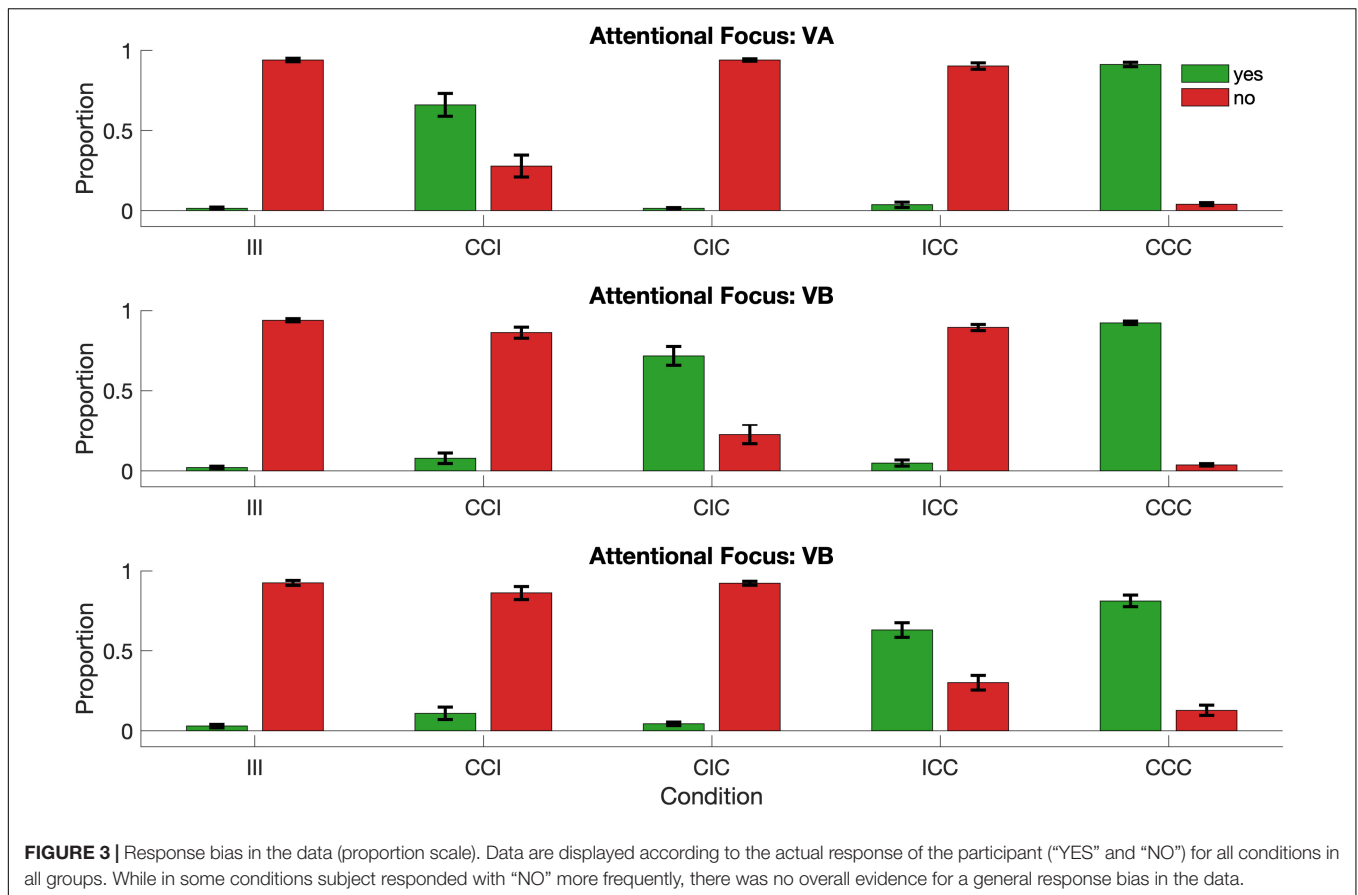 Attentional Focus: VA
1
0.5
0
Proportion
yes
no
III CCI CIC ICC CCC
Attentional Focus: VB
1
0.5
0
Proportion
III CCI CIC ICC CCC
Attentional Focus: VB
1
0.5
0
Proportion
III CCI CIC ICC CCC
Condition
FIGURE 3 | Response bias in the data (proportion scale). Data are displayed according to the actual response of the participant (“YES” and “NO”) for all conditions in
all groups. While in some conditions subject responded with “NO” more frequently, there was no overall evidence for a general response bias in the data.